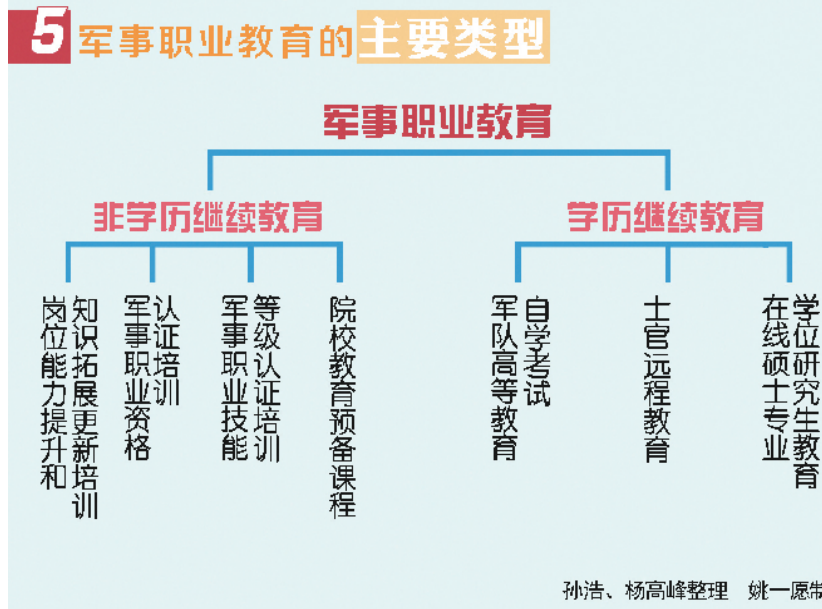 5 军事职业教育的主要类型
军事职业教育
非学历继续教育
学历继续教育
岗位能力提升和
知识拓展更新培训
军事职业资格
认证培训
军事职业技能
等级认证培训
院校教育预备课程
军队高等教育
自学考试
士官远程教育
在线硕士专业
学位研究生教育
孙浩、杨高峰整理 姚一愿制